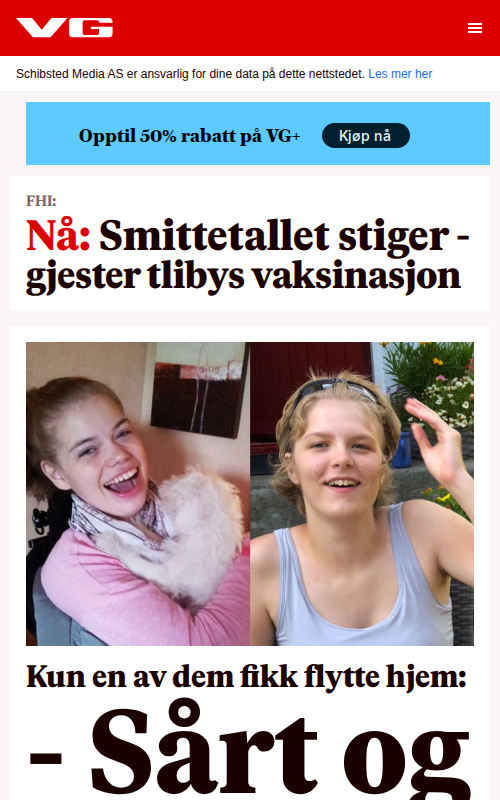 VG
Schibsted Media AS er ansvarlig for dine data på dette nettstedet. Les mer her
Opptil 50% rabatt på VG+ Kjøp nå
FHI:
Nå: Smittetallet stiger -
gjester tlibys vaksinasjon
Kun en av dem fikk flytte hjem:
- Sårt og